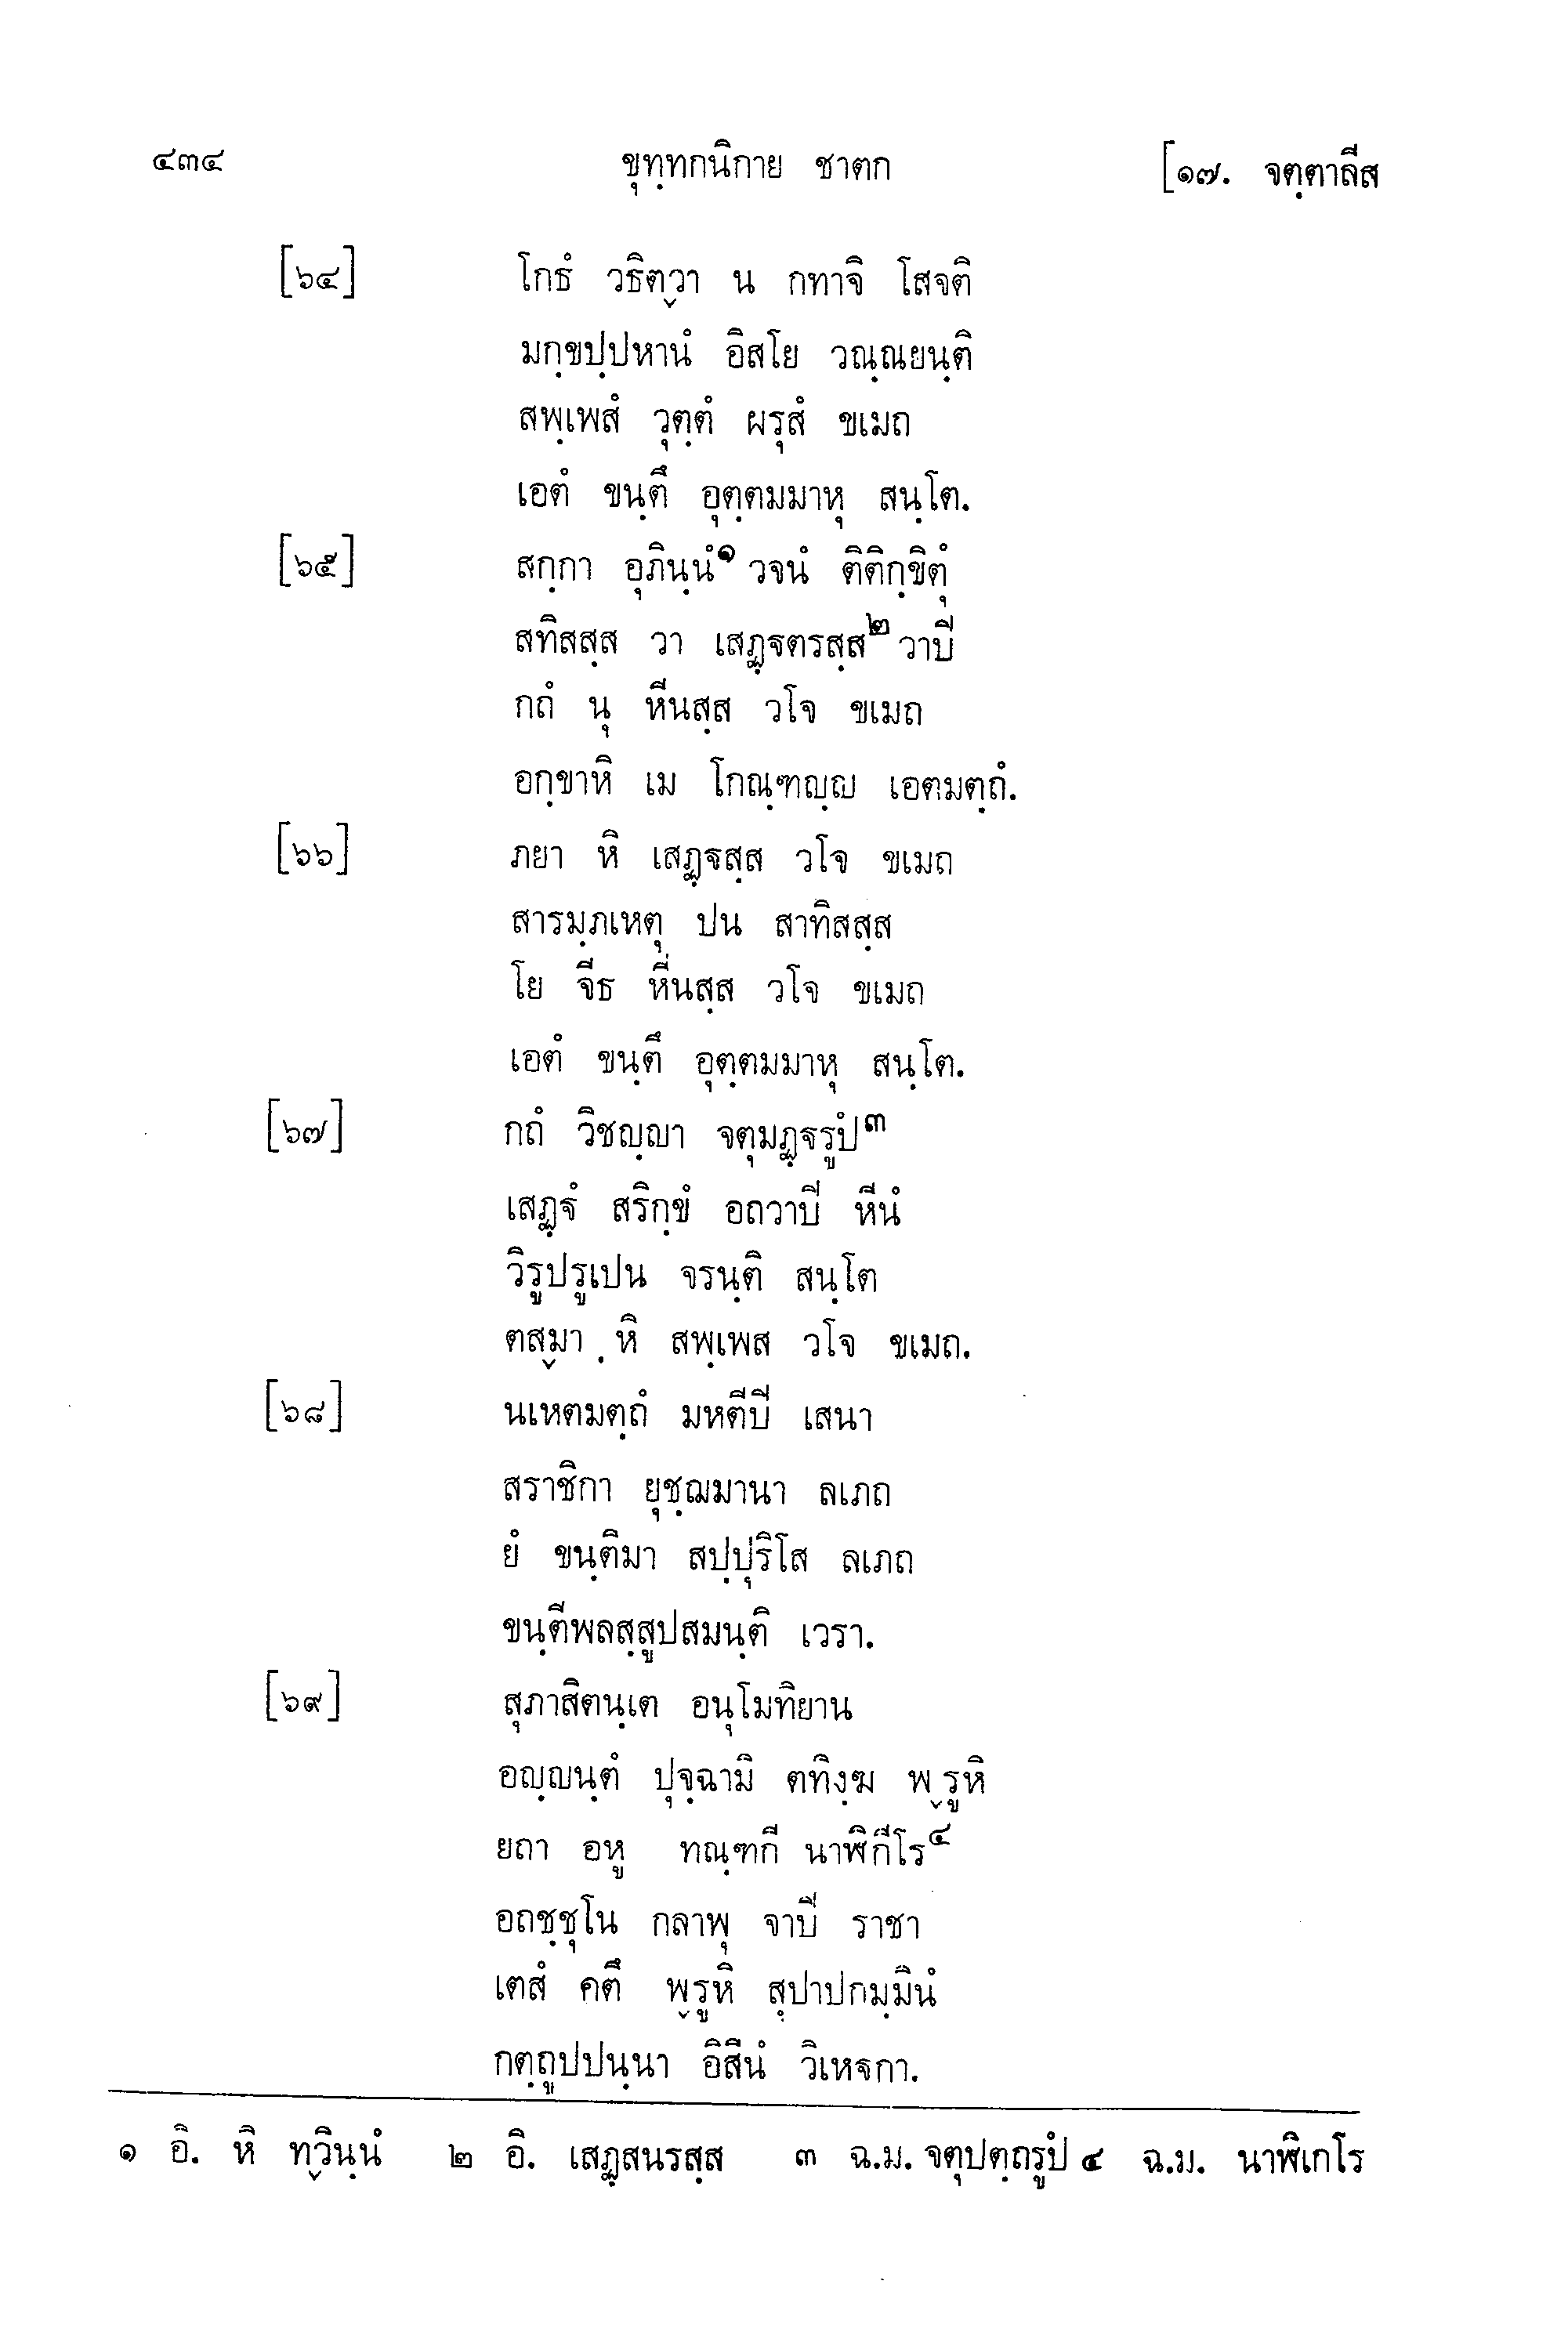 ๔๓๔ ขุทฺทกนิกาย ชาตก [๑๗. จตฺตาลีส
[๖๔] โกธํ วธิตฺวา น กทาจิ โสจติ
มกฺขปฺปหานํ อิสโย วณฺณยนฺติ
สพฺเพสํ วุตฺตํ ผรุสํ ขเมถ
เอตํ ขนฺตึ อุตฺตมมาหุ สนฺโต.
[๖๕] สกฺกา อุภินฺนํ๑ วจนํ ติติกฺขิตุํ
สทิสสฺส วา เสฏฺฐตรสฺส๒ วาปี
กถํ นุ หีนสฺส วโจ ขเมถ
อกฺขาหิ เม โกณฺฑญฺญ เอตมตฺถํ.
[๖๖] ภยา หิ เสฏฺฐสฺส วโจ ขเมถ
สารมฺภเหตุ ปน สาทิสสฺส
โย จีธ หีนสฺส วโจ ขเมถ
เอตํ ขนฺตึ อุตฺตมมาหุ สนฺโต.
[๖๗] กถํ วิชญฺญา จตุมฏฺฐรูปํ๓
เสฏฺฐํ สริกฺขํ อถวาปี หีนํ
วิรูปรูเปน จรนฺติ สนฺโต
ตสฺมา หิ สพฺเพส วโจ ขเมถ.
[๖๘] นเหตมตฺถํ มหตีปี เสนา
สราชิกา ยุชฺฌมานา ลเภถ
ยํ ขนฺติมา สปฺปุริโส ลเภถ
ขนฺตีพลสฺสูปสมนฺติ เวรา.
[๖๙] สุภาสิตนฺเต อนุโมทิยาน
อญฺญนฺตํ ปุจฺฉามิ ตทิงฺฆ พฺรูหิ
ยถา อหู ทณฺฑกี นาฬิกีโร๔
อถชฺชุโน กลาพุ จาปี ราชา
เตสํ คตึ พฺรูหิ สุปาปกมฺมินํ
กตฺถูปปนฺนา อิสีนํ วิเหฐกา.
๑ อิ. หิ ทฺวินฺนํ ๒ อิ. เสฏฺฐสนรสฺส ๓ ฉ.ม. จตุปตฺถรูปํ ๔ ฉ.ม. นาฬิเกโร